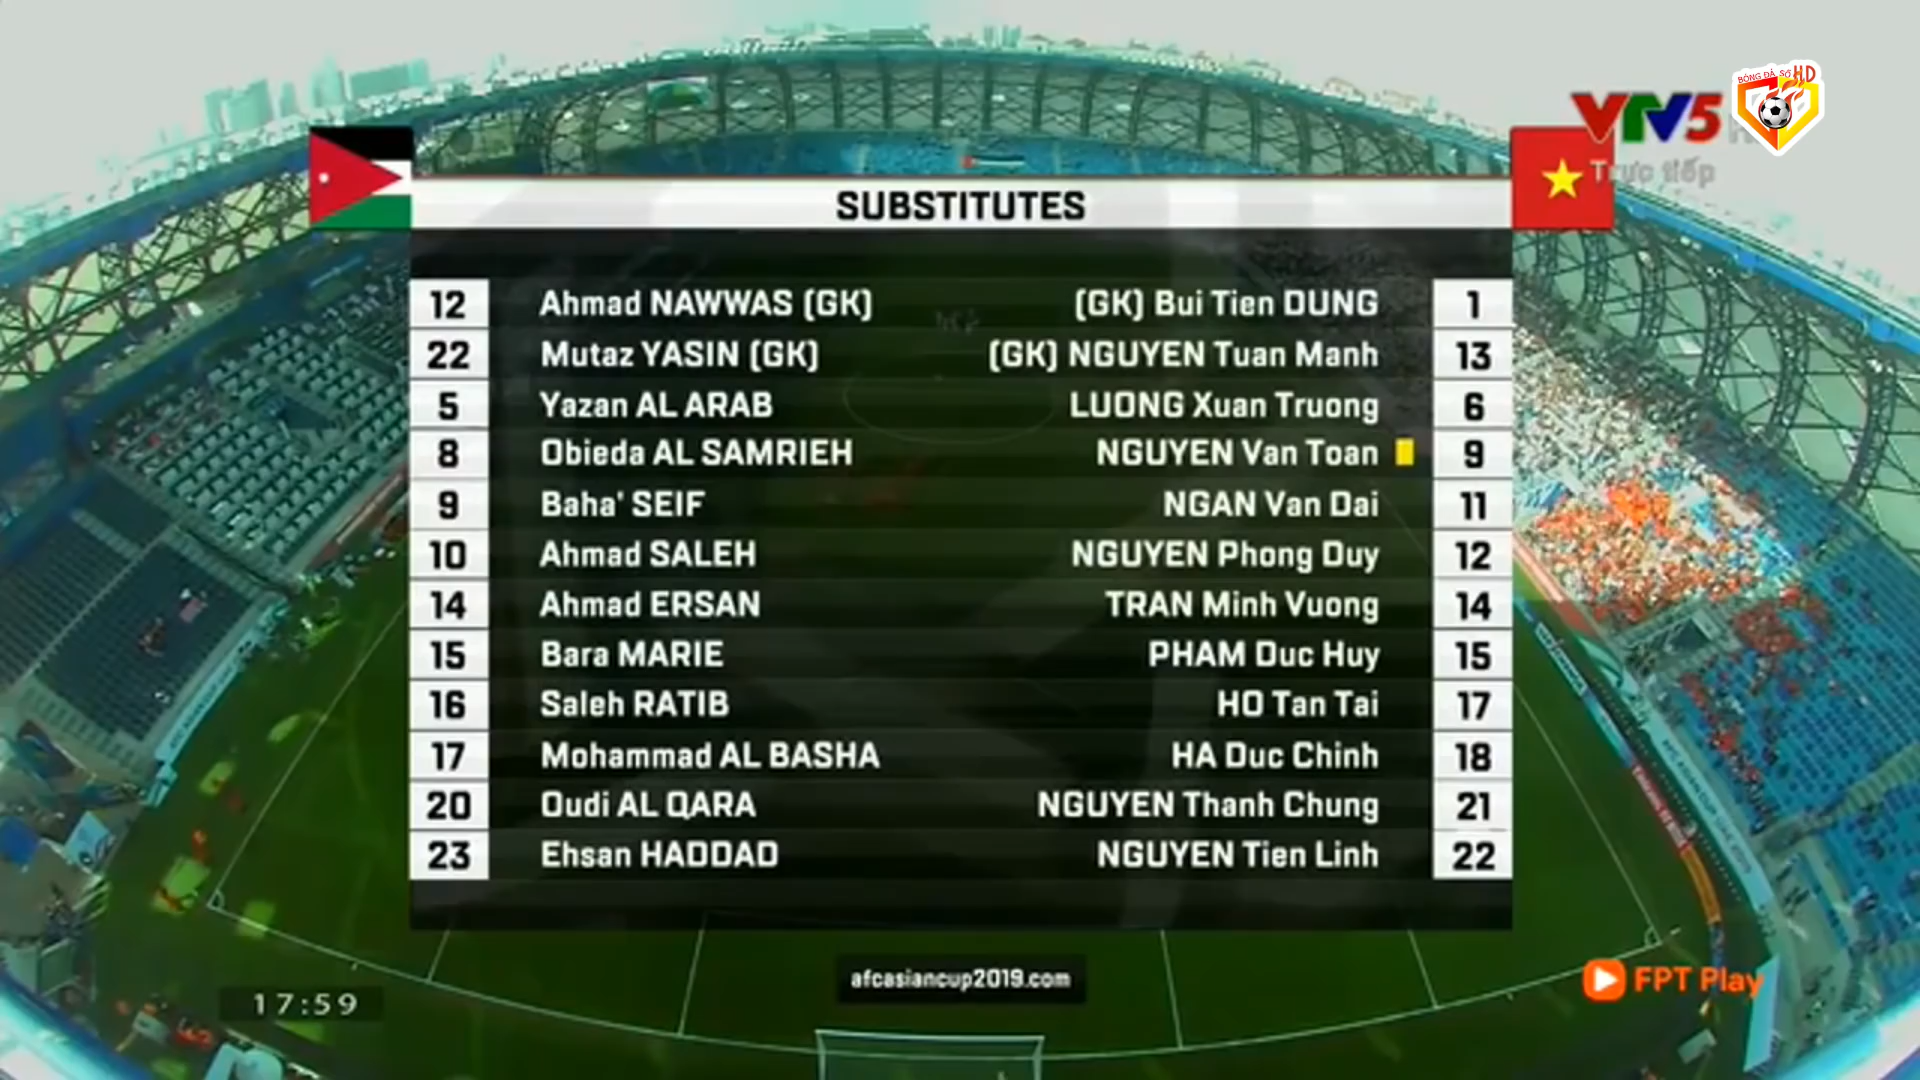 BÓNG ĐÁ SỐ HD
VTV5
Trực tiếp
SUBSTITUTES
12 Ahmad NAWWAS (GK) (GK) Bui Tien DUNG 1
22 Mutaz YASIN (GK) (GK) NGUYEN Tuan Manh 13
5 Yazan AL ARAB LUONG Xuan Truong 6
8 Obieda AL SAMRIEH NGUYEN Van Toan 9
9 Baha' SEIF NGAN Van Dai 11
10 Ahmad SALEH NGUYEN Phong Duy 12
14 Ahmad ERSAN TRAN Minh Vuong 14
15 Bara MARIE PHAM Duc Huy 15
16 Saleh RATIB HO Tan Tai 17
17 Mohammad AL BASHA HA Duc Chinh 18
20 Oudi AL QARA NGUYEN Thanh Chung 21
23 Ehsan HADDAD NGUYEN Tien Linh 22
afcasiancup2019.com
FPT Play
17:59